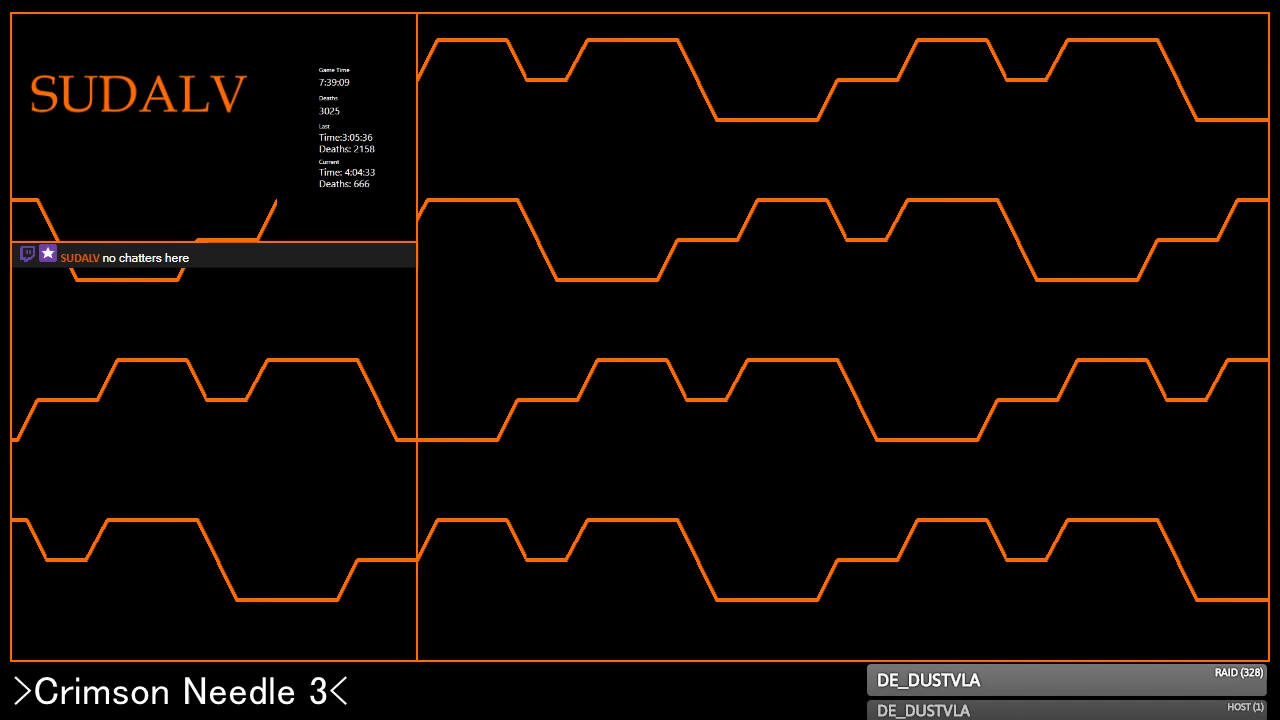 SUDALV
Game Time
7:39:09
Deaths
3025
Last
Time:3:05:36
Deaths: 2158
Current
Time: 4:04:33
Deaths: 666
SUDALV no chatters here
>Crimson Needle 3<
DE_DUSTVLA RAID (328)
DE_DUSTVLA HOST (1)